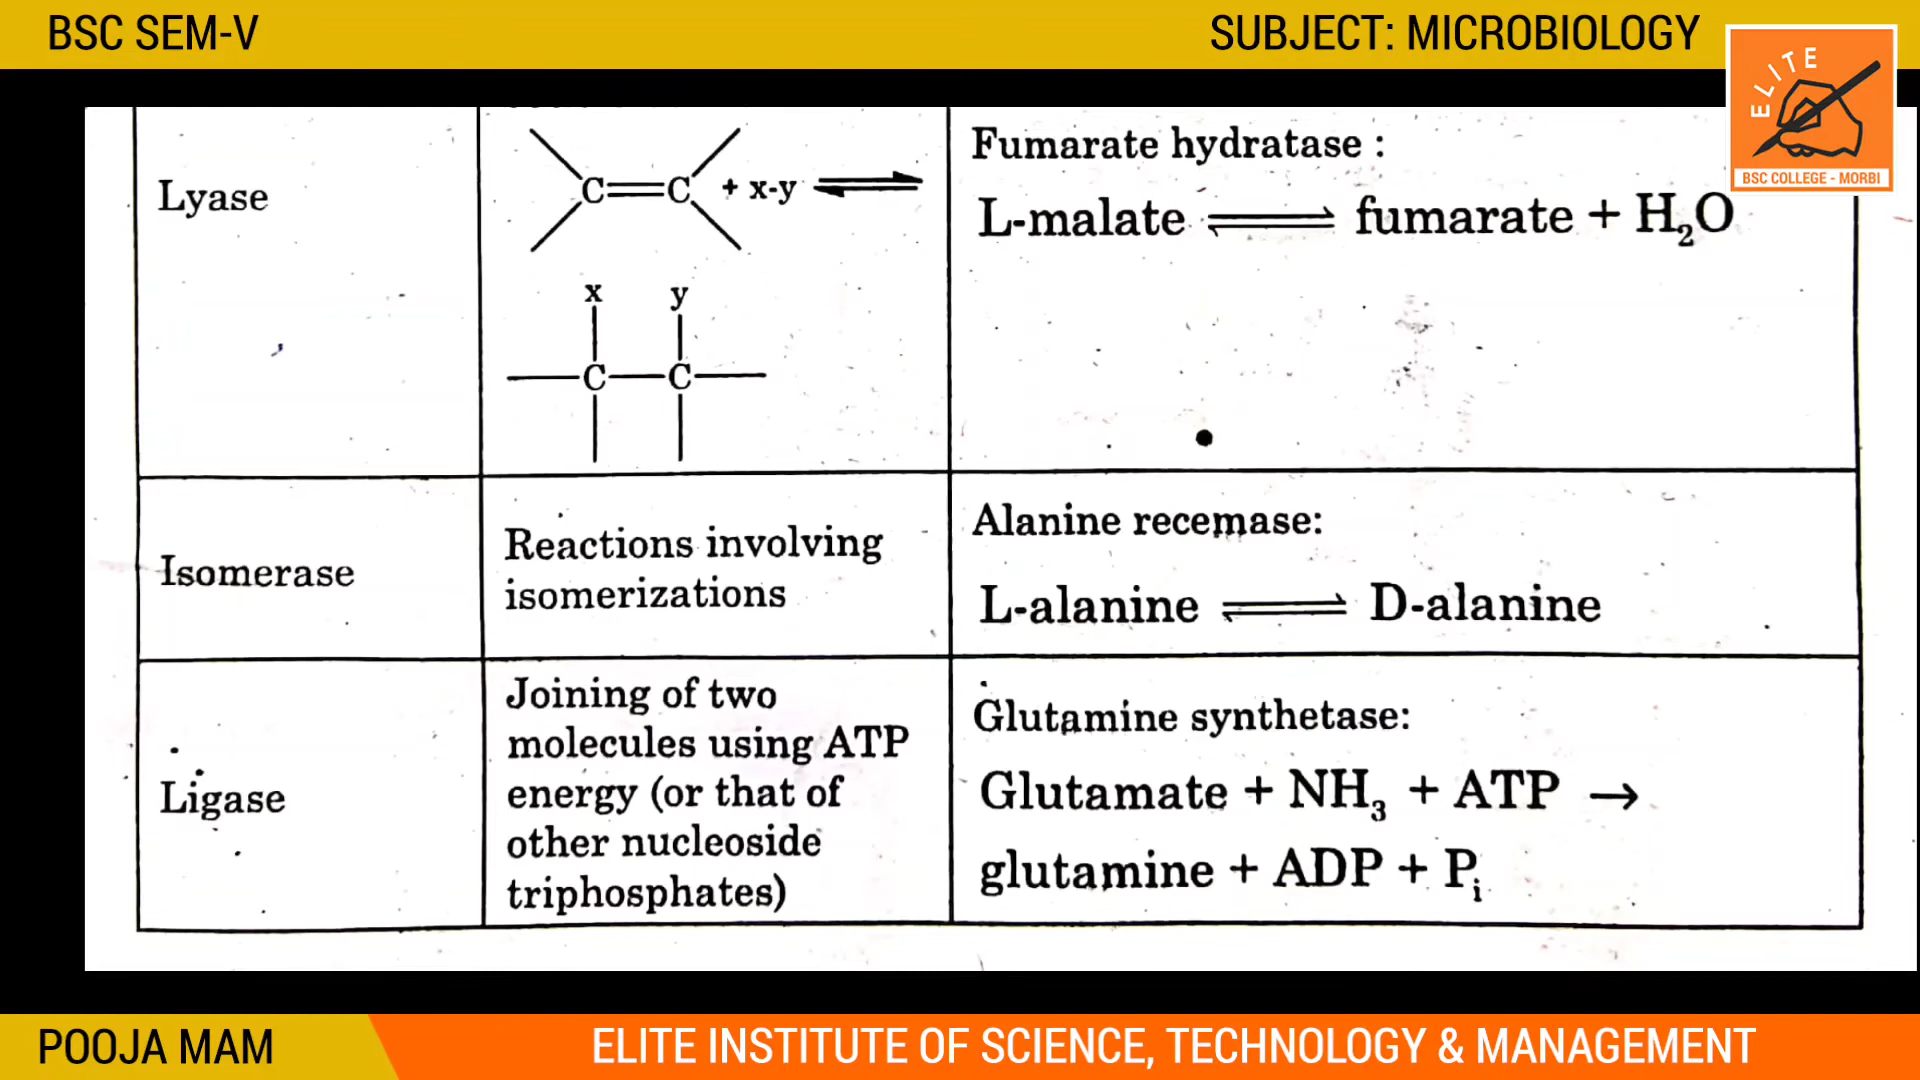 BSC SEM-V
SUBJECT: MICROBIOLOGY
ELITE
BSC COLLEGE - MORBI
Lyase
C=C + x-y ⇌
x y
C—C
Fumarate hydratase :
L-malate ⇌ fumarate + H₂O
Isomerase
Reactions involving
isomerizations
Alanine recemase:
L-alanine ⇌ D-alanine
Ligase
Joining of two
molecules using ATP
energy (or that of
other nucleoside
triphosphates)
Glutamine synthetase:
Glutamate + NH₃ + ATP →
glutamine + ADP + Pᵢ
POOJA MAM
ELITE INSTITUTE OF SCIENCE, TECHNOLOGY & MANAGEMENT